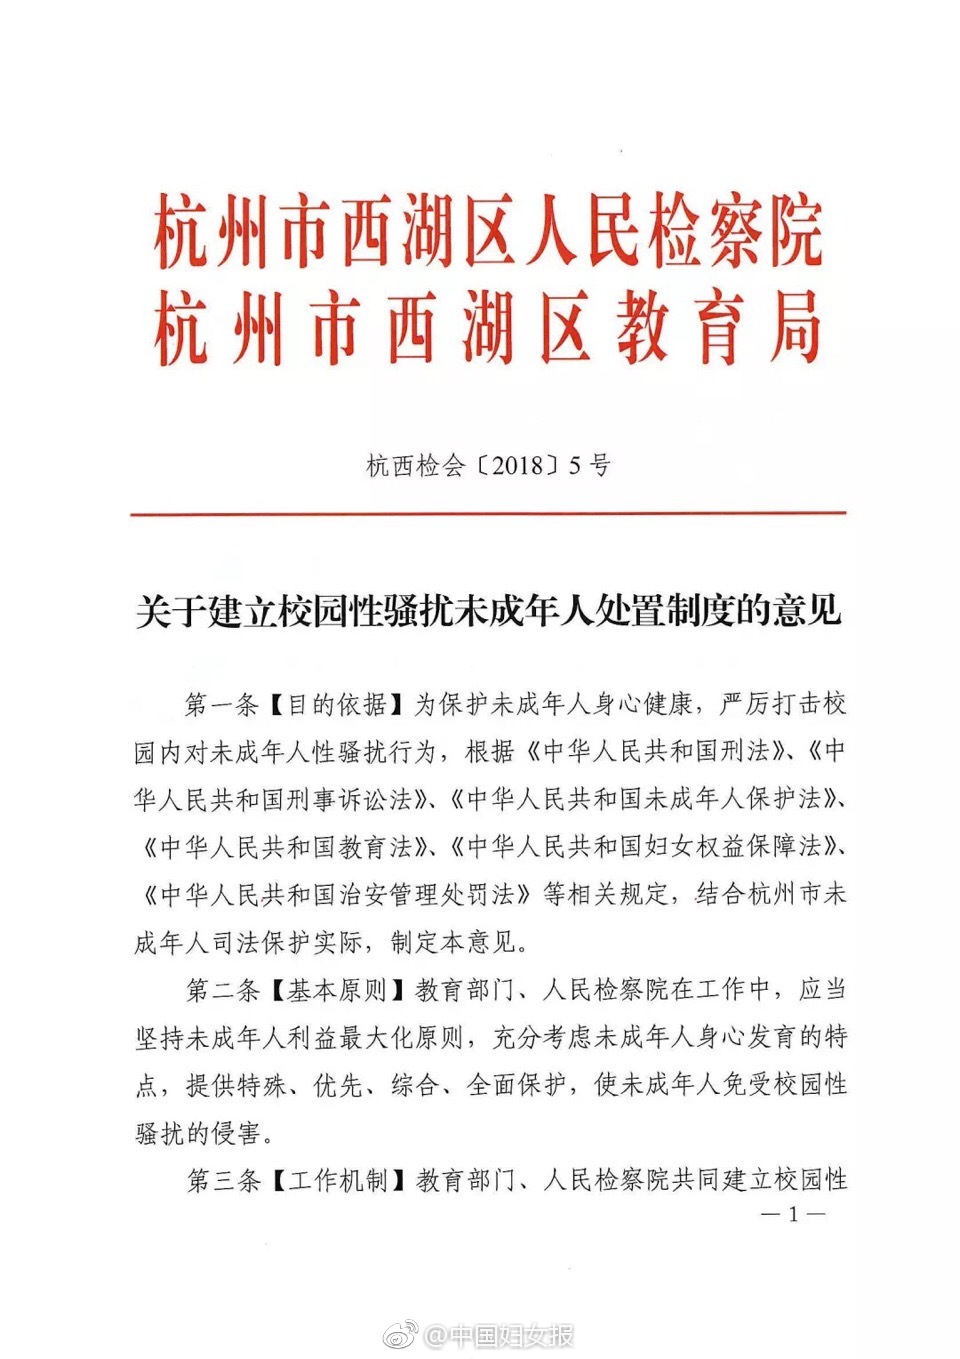 杭州市西湖区人民检察院
杭州市西湖区教育局
杭西检会〔2018〕5号
关于建立校园性骚扰未成年人处置制度的意见
第一条【目的依据】为保护未成年人身心健康，严厉打击校
园内对未成年人性骚扰行为，根据《中华人民共和国刑法》、《中
华人民共和国刑事诉讼法》、《中华人民共和国未成年人保护法》、
《中华人民共和国教育法》、《中华人民共和国妇女权益保障法》、
《中华人民共和国治安管理处罚法》等相关规定，结合杭州市未
成年人司法保护实际，制定本意见。
第二条【基本原则】教育部门、人民检察院在工作中，应当
坚持未成年人利益最大化原则，充分考虑未成年人身心发育的特
点，提供特殊、优先、综合、全面保护，使未成年人免受校园性
骚扰的侵害。
第三条【工作机制】教育部门、人民检察院共同建立校园性
— 1 —
@中国妇女报